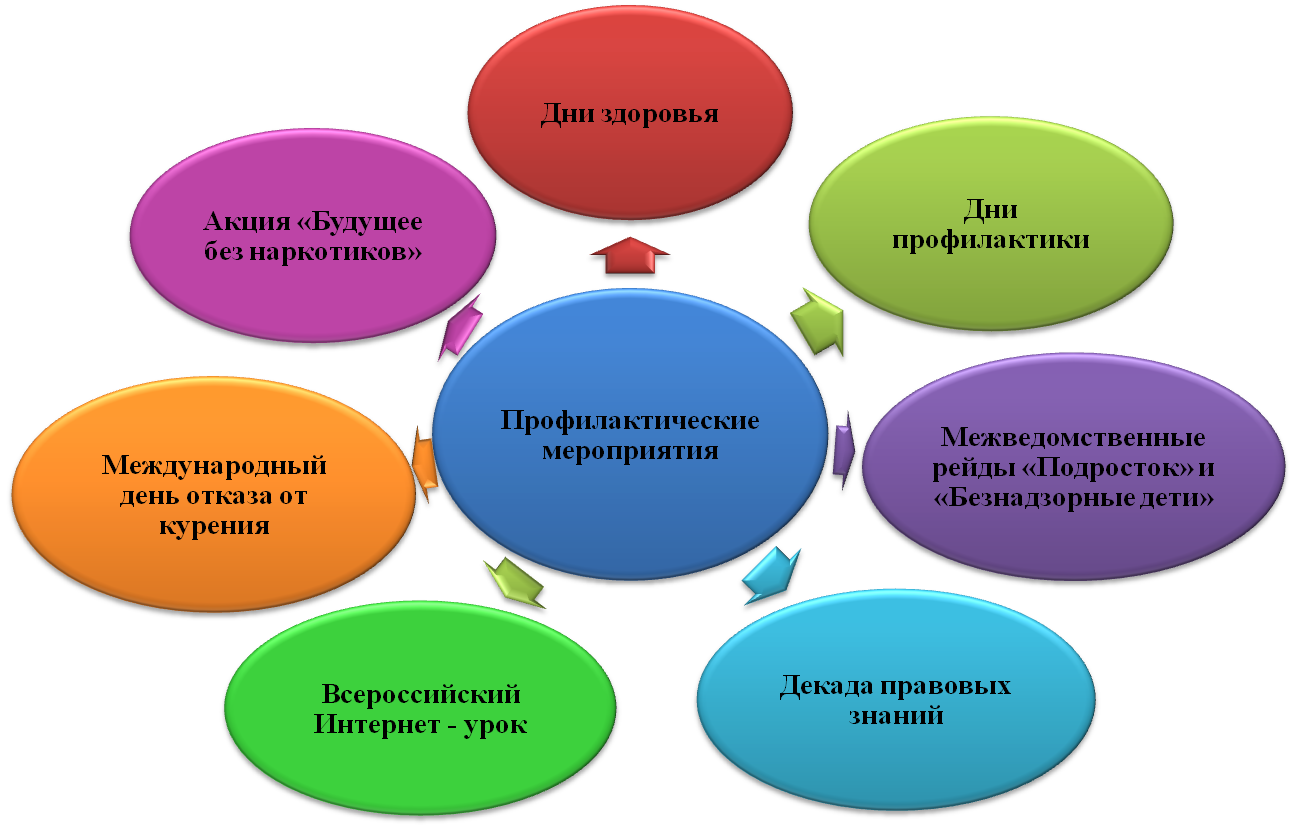 Дни здоровья
Дни
профилактики
Межведомственные
рейды «Подросток» и
«Безнадзорные дети»
Декада правовых
знаний
Всероссийский
Интернет - урок
Международный
день отказа от
курения
Акция «Будущее
без наркотиков»
Профилактические
мероприятия